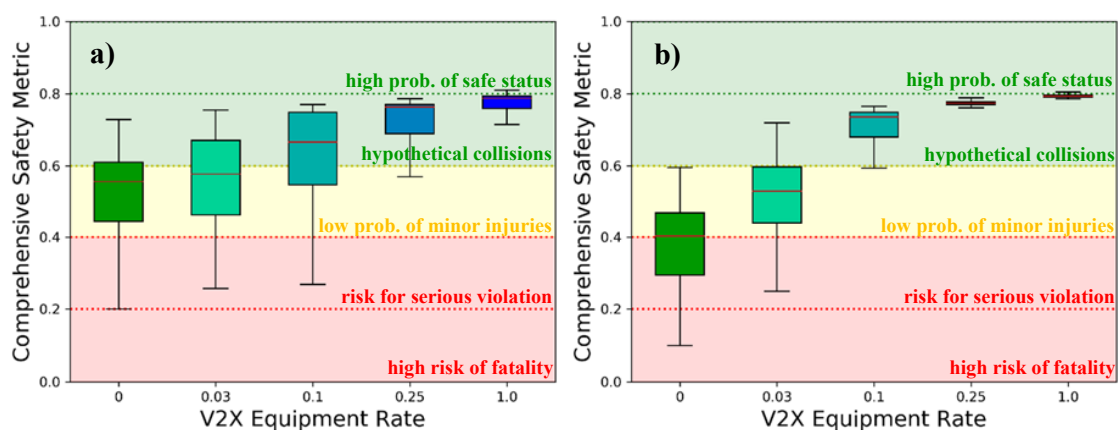 a)
Comprehensive Safety Metric
1.0
0.8
0.6
0.4
0.2
0.0
high prob. of safe status
hypothetical collisions
low prob. of minor injuries
risk for serious violation
high risk of fatality
0 0.03 0.1 0.25 1.0
V2X Equipment Rate
b)
Comprehensive Safety Metric
1.0
0.8
0.6
0.4
0.2
0.0
high prob. of safe status
hypothetical collisions
low prob. of minor injuries
risk for serious violation
high risk of fatality
0 0.03 0.1 0.25 1.0
V2X Equipment Rate